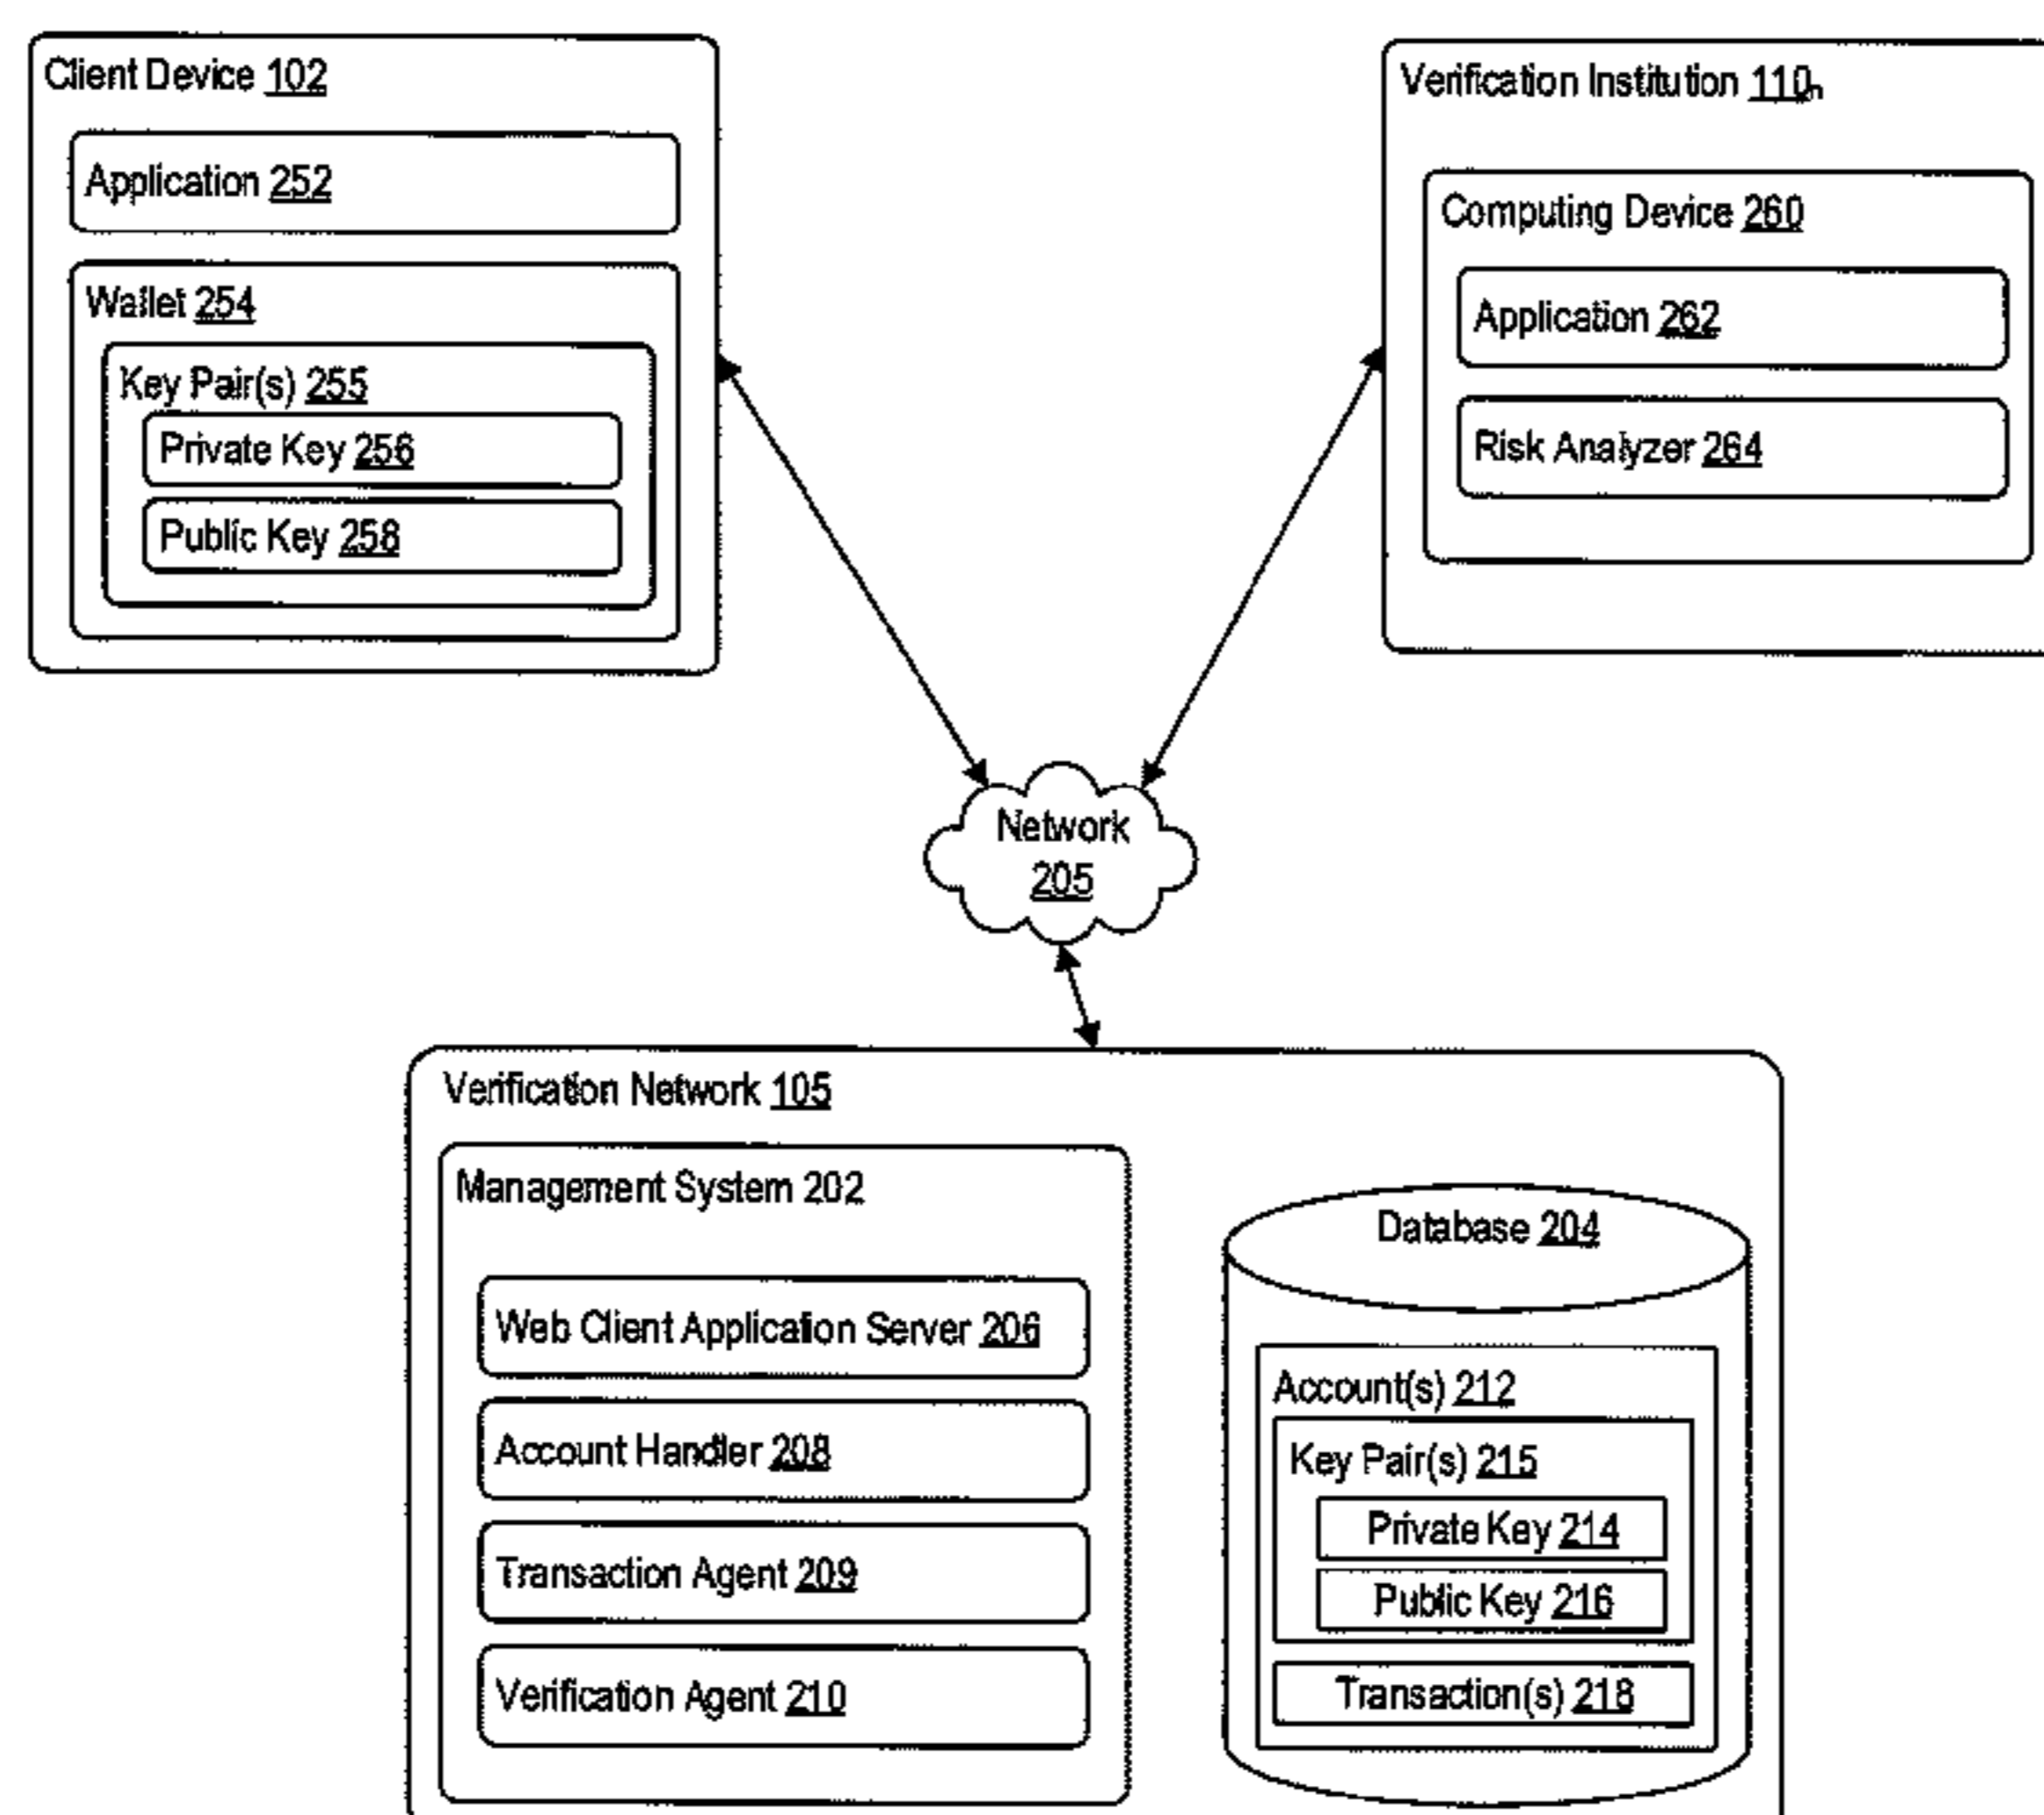 Client Device 102
Application 252
Wallet 254
Key Pair(s) 255
Private Key 256
Public Key 258
Verification Institution 110n
Computing Device 260
Application 262
Risk Analyzer 264
Network
205
Verification Network 105
Management System 202
Web Client Application Server 206
Account Handler 208
Transaction Agent 209
Verification Agent 210
Database 204
Account(s) 212
Key Pair(s) 215
Private Key 214
Public Key 216
Transaction(s) 218